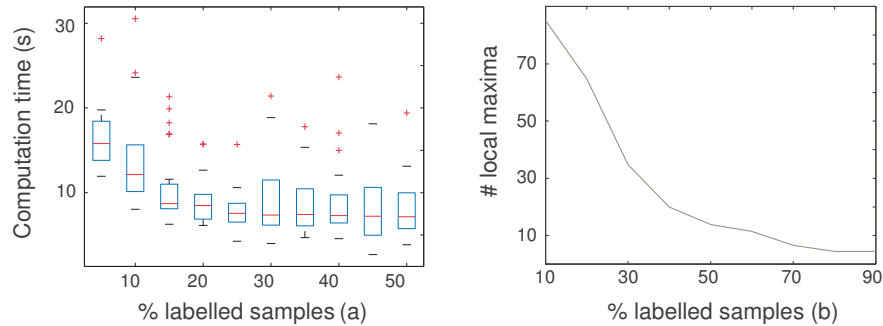 Computation time (s)
30
20
10
10 20 30 40 50
% labelled samples (a)
# local maxima
70
50
30
10
10 30 50 70 90
% labelled samples (b)